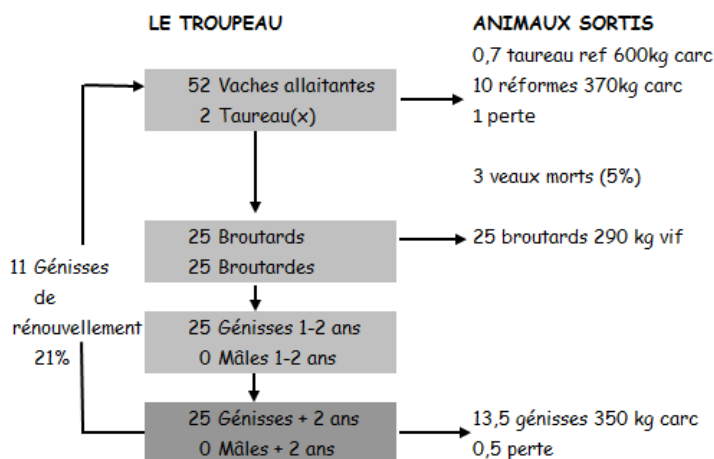 LE TROUPEAU
ANIMAUX SORTIS
0,7 taureau ref 600kg carc
52 Vaches allaitantes
10 réformes 370kg carc
2 Taureau(x)
1 perte
3 veaux morts (5%)
25 Broutards
25 broutards 290 kg vif
25 Broutardes
11 Génisses
de
rénouvellement
21%
25 Génisses 1-2 ans
0 Mâles 1-2 ans
25 Génisses + 2 ans
13,5 génisses 350 kg carc
0 Mâles + 2 ans
0,5 perte